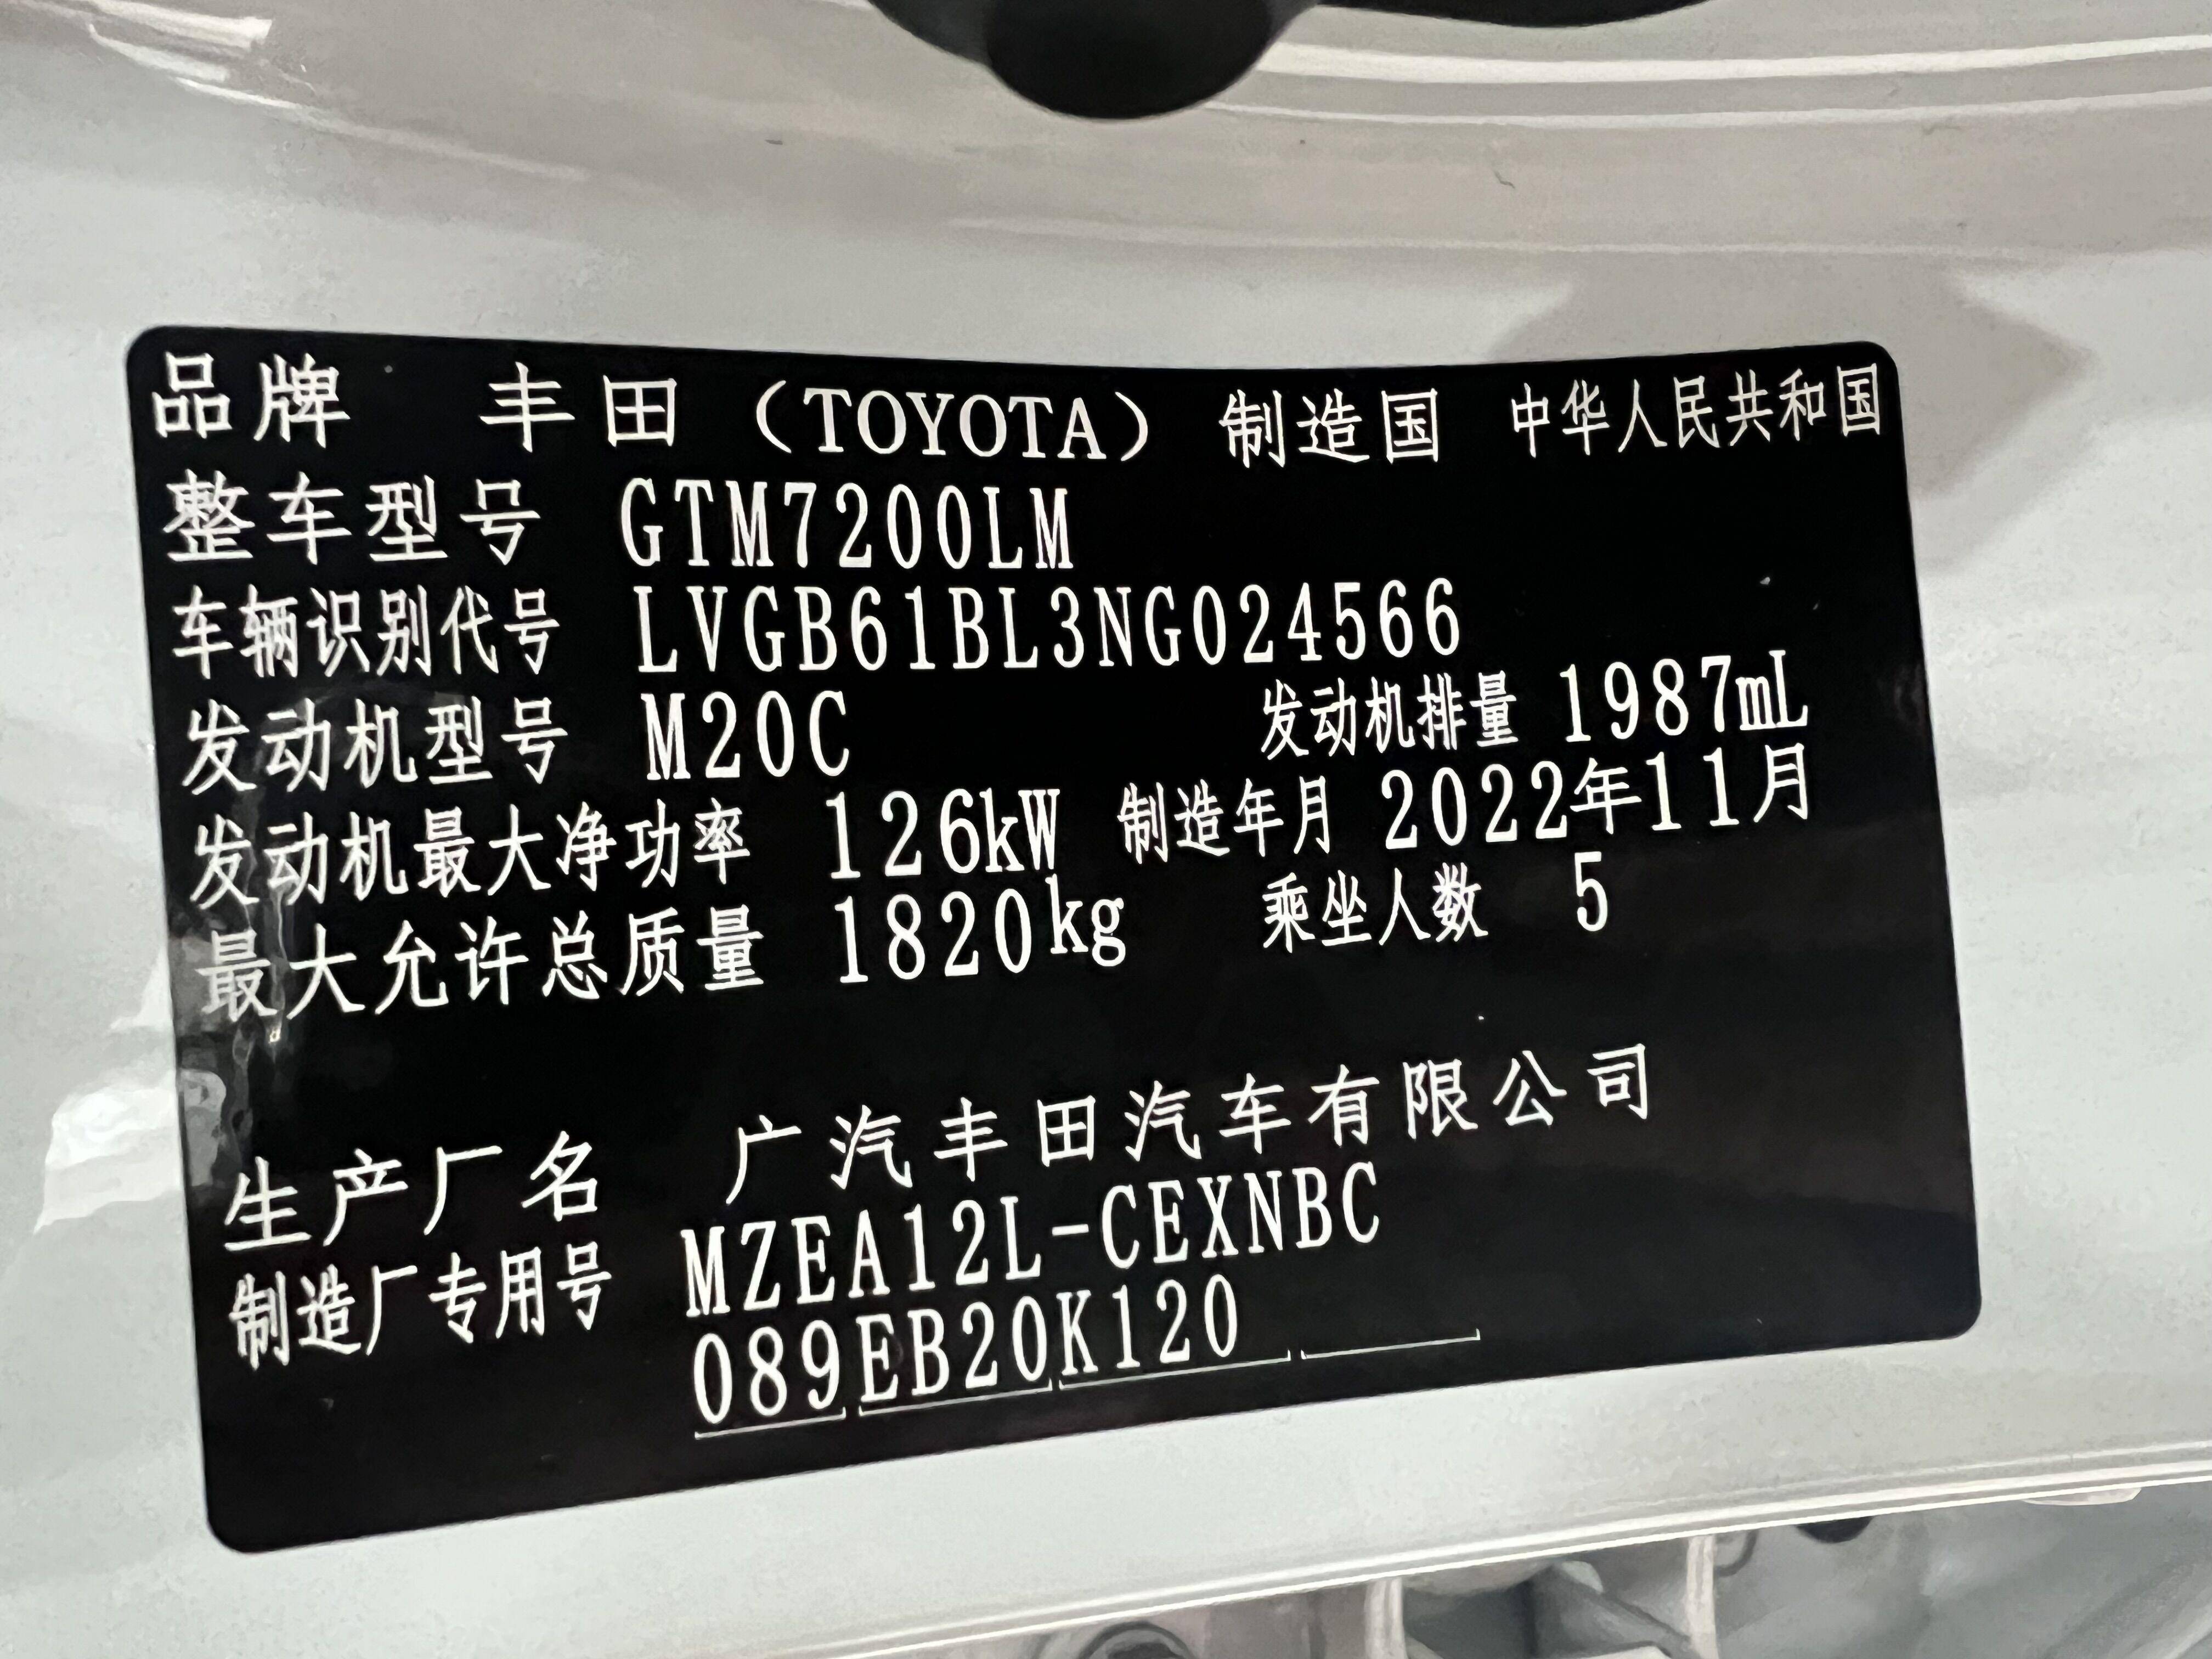 品牌 丰田（TOYOTA） 制造国 中华人民共和国
整车型号 GTM7200LM
车辆识别代号 LVGB61BL3NG024566
发动机型号 M20C 发动机排量 1987mL
发动机最大净功率 126kW 制造年月 2022年11月
最大允许总质量 1820kg 乘坐人数 5
生产厂名 广汽丰田汽车有限公司
制造厂专用号 MZEA12L-CEXNBC
089EB20K120